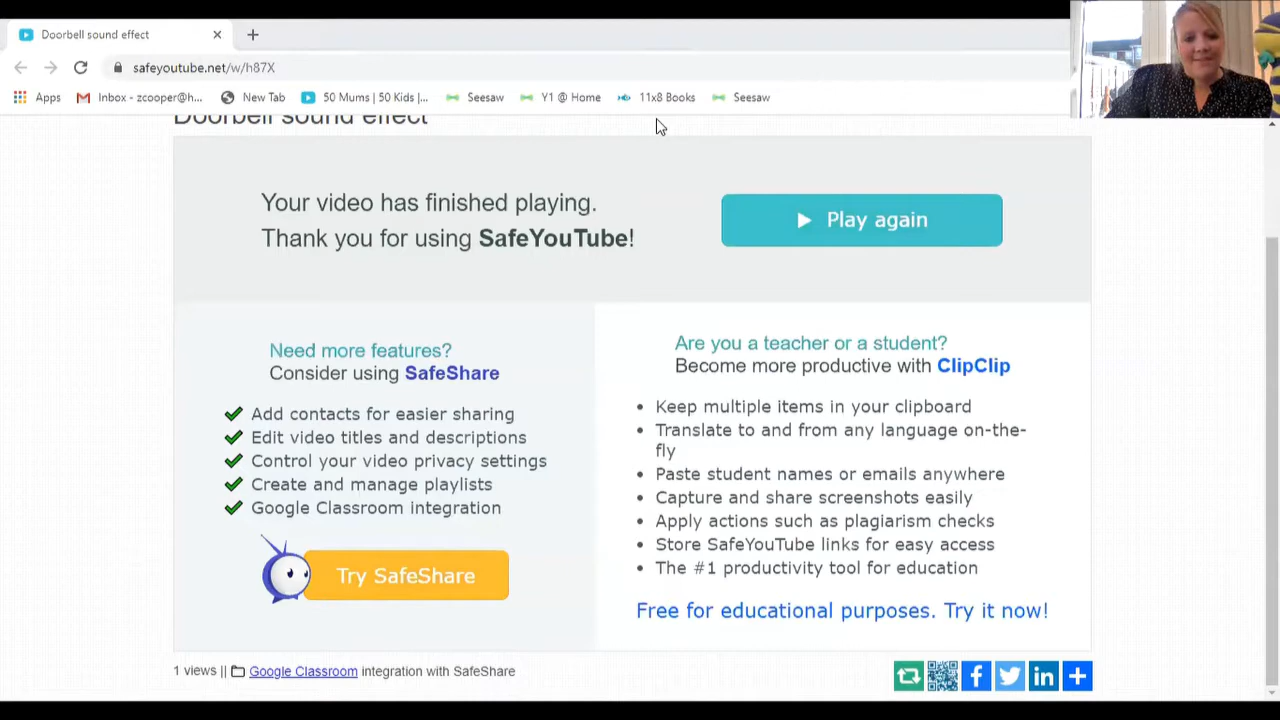 Doorbell sound effect
safeyoutube.net/w/h87X
Apps
Inbox - zcooper@h...
New Tab
50 Mums | 50 Kids |...
Seesaw
Y1 @ Home
11x8 Books
Seesaw
Doorbell sound effect
Your video has finished playing.
Thank you for using SafeYouTube!
Play again
Need more features?
Consider using SafeShare
Add contacts for easier sharing
Edit video titles and descriptions
Control your video privacy settings
Create and manage playlists
Google Classroom integration
Try SafeShare
Are you a teacher or a student?
Become more productive with ClipClip
Keep multiple items in your clipboard
Translate to and from any language on-the-
fly
Paste student names or emails anywhere
Capture and share screenshots easily
Apply actions such as plagiarism checks
Store SafeYouTube links for easy access
The #1 productivity tool for education
Free for educational purposes. Try it now!
1 views || Google Classroom integration with SafeShare